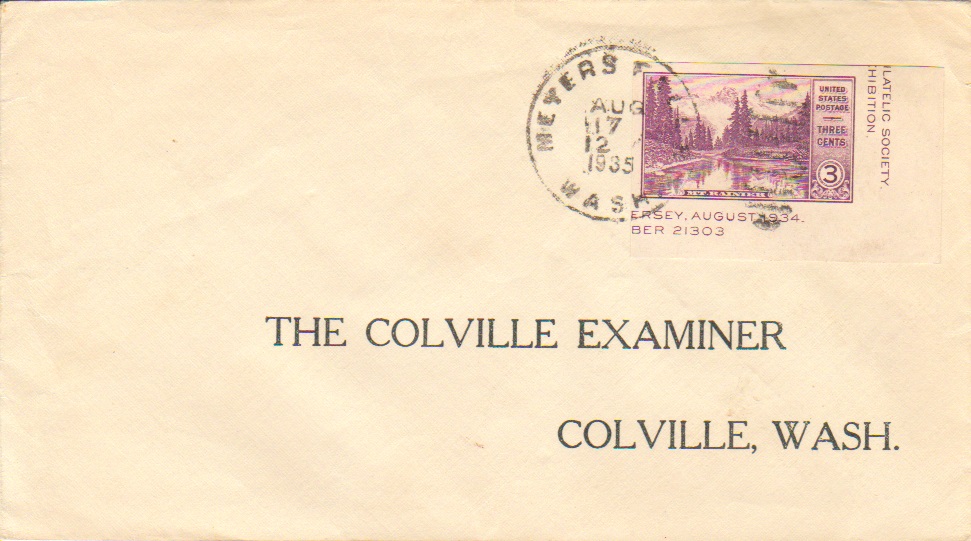 MEYERS
AUG
17
12
1935
WASH
UNITED
STATES
POSTAGE
THREE
CENTS
3
MT. RAINIER
ILATELIC SOCIETY.
HIBITION.
ERSEY, AUGUST 1934.
BER 21303
THE COLVILLE EXAMINER
COLVILLE, WASH.